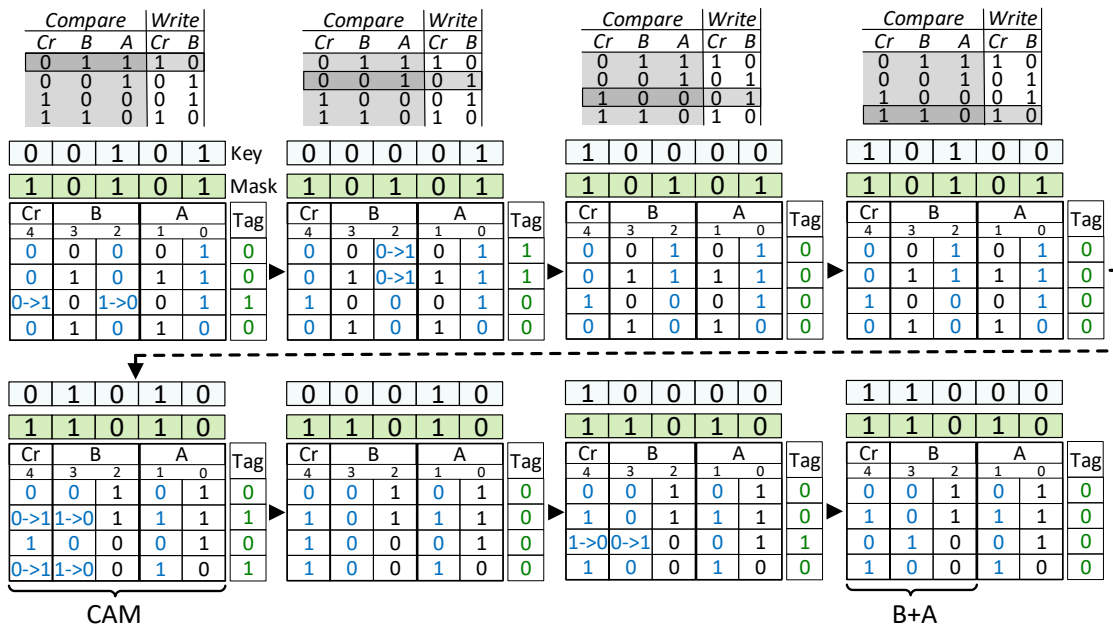 Compare Write
Cr B A Cr B
0 1 1 1 0
0 0 1 0 1
1 0 0 0 1
1 1 0 1 0
Compare Write
Cr B A Cr B
0 1 1 1 0
0 0 1 0 1
1 0 0 0 1
1 1 0 1 0
Compare Write
Cr B A Cr B
0 1 1 1 0
0 0 1 0 1
1 0 0 0 1
1 1 0 1 0
Compare Write
Cr B A Cr B
0 1 1 1 0
0 0 1 0 1
1 0 0 0 1
1 1 0 1 0
0 0 1 0 1 Key
1 0 1 0 1 Mask
Cr B A Tag
4 3 2 1 0
0 0 0 0 1 0
0 1 0 1 1 0
0->1 0 1->0 0 1 1
0 1 0 1 0 0
0 0 0 0 1
1 0 1 0 1
Cr B A Tag
4 3 2 1 0
0 0 0->1 0 1 1
0 1 0->1 1 1 1
1 0 0 0 1 0
0 1 0 1 0 0
1 0 0 0 0
1 0 1 0 1
Cr B A Tag
4 3 2 1 0
0 0 1 0 1 0
0 1 1 1 1 0
1 0 0 0 1 0
0 1 0 1 0 0
1 0 1 0 0
1 0 1 0 1
Cr B A Tag
4 3 2 1 0
0 0 1 0 1 0
0 1 1 1 1 0
1 0 0 0 1 0
0 1 0 1 0 0
0 1 0 1 0
1 1 0 1 0
Cr B A Tag
4 3 2 1 0
0 0 1 0 1 0
0->1 1->0 1 1 1 1
1 0 0 0 1 0
0->1 1->0 0 1 0 1
CAM
0 0 0 1 0
1 1 0 1 0
Cr B A Tag
4 3 2 1 0
0 0 1 0 1 0
1 0 1 1 1 0
1 0 0 0 1 0
1 0 0 1 0 0
1 0 0 0 0
1 1 0 1 0
Cr B A Tag
4 3 2 1 0
0 0 1 0 1 0
1 0 1 1 1 0
1->0 0->1 0 0 1 1
1 0 0 1 0 0
1 1 0 0 0
1 1 0 1 0
Cr B A Tag
4 3 2 1 0
0 0 1 0 1 0
1 0 1 1 1 0
0 1 0 0 1 0
1 0 0 1 0 0
B+A